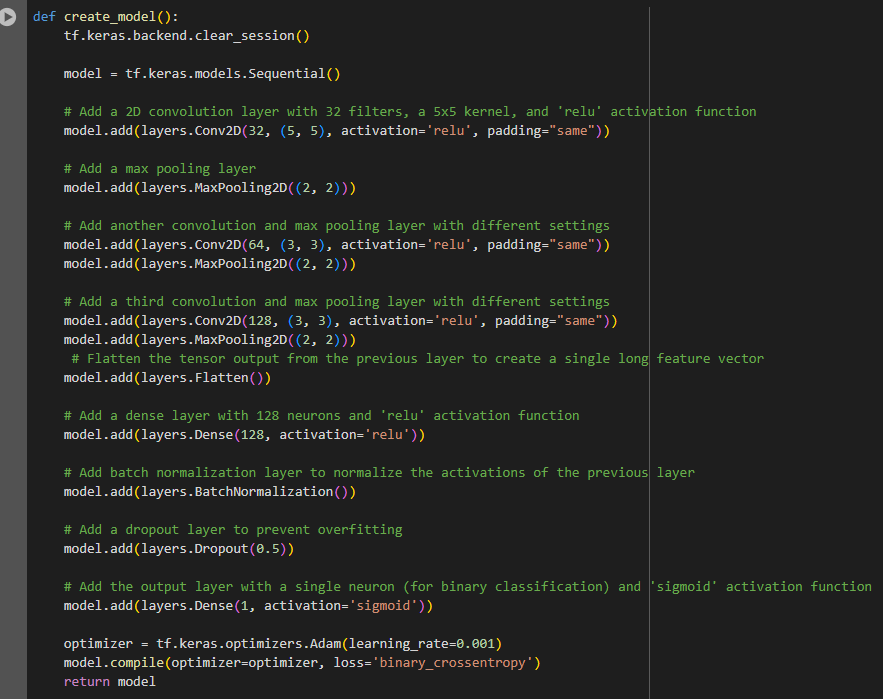 def create_model():
    tf.keras.backend.clear_session()

    model = tf.keras.models.Sequential()

    # Add a 2D convolution layer with 32 filters, a 5x5 kernel, and 'relu' activation function
    model.add(layers.Conv2D(32, (5, 5), activation='relu', padding="same"))

    # Add a max pooling layer
    model.add(layers.MaxPooling2D((2, 2)))

    # Add another convolution and max pooling layer with different settings
    model.add(layers.Conv2D(64, (3, 3), activation='relu', padding="same"))
    model.add(layers.MaxPooling2D((2, 2)))

    # Add a third convolution and max pooling layer with different settings
    model.add(layers.Conv2D(128, (3, 3), activation='relu', padding="same"))
    model.add(layers.MaxPooling2D((2, 2)))
     # Flatten the tensor output from the previous layer to create a single long feature vector
    model.add(layers.Flatten())

    # Add a dense layer with 128 neurons and 'relu' activation function
    model.add(layers.Dense(128, activation='relu'))

    # Add batch normalization layer to normalize the activations of the previous layer
    model.add(layers.BatchNormalization())

    # Add a dropout layer to prevent overfitting
    model.add(layers.Dropout(0.5))

    # Add the output layer with a single neuron (for binary classification) and 'sigmoid' activation function
    model.add(layers.Dense(1, activation='sigmoid'))

    optimizer = tf.keras.optimizers.Adam(learning_rate=0.001)
    model.compile(optimizer=optimizer, loss='binary_crossentropy')
    return model